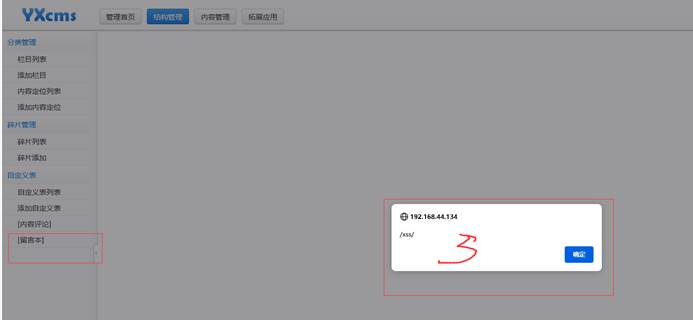 YXcms
管理首页 结构管理 内容管理 拓展应用
分类管理
栏目列表
添加栏目
内容定位列表
添加内容定位
碎片管理
碎片列表
碎片添加
自定义表
自定义表列表
添加自定义表
[内容评论]
[留言本]
192.168.44.134
/xss/
3
确定